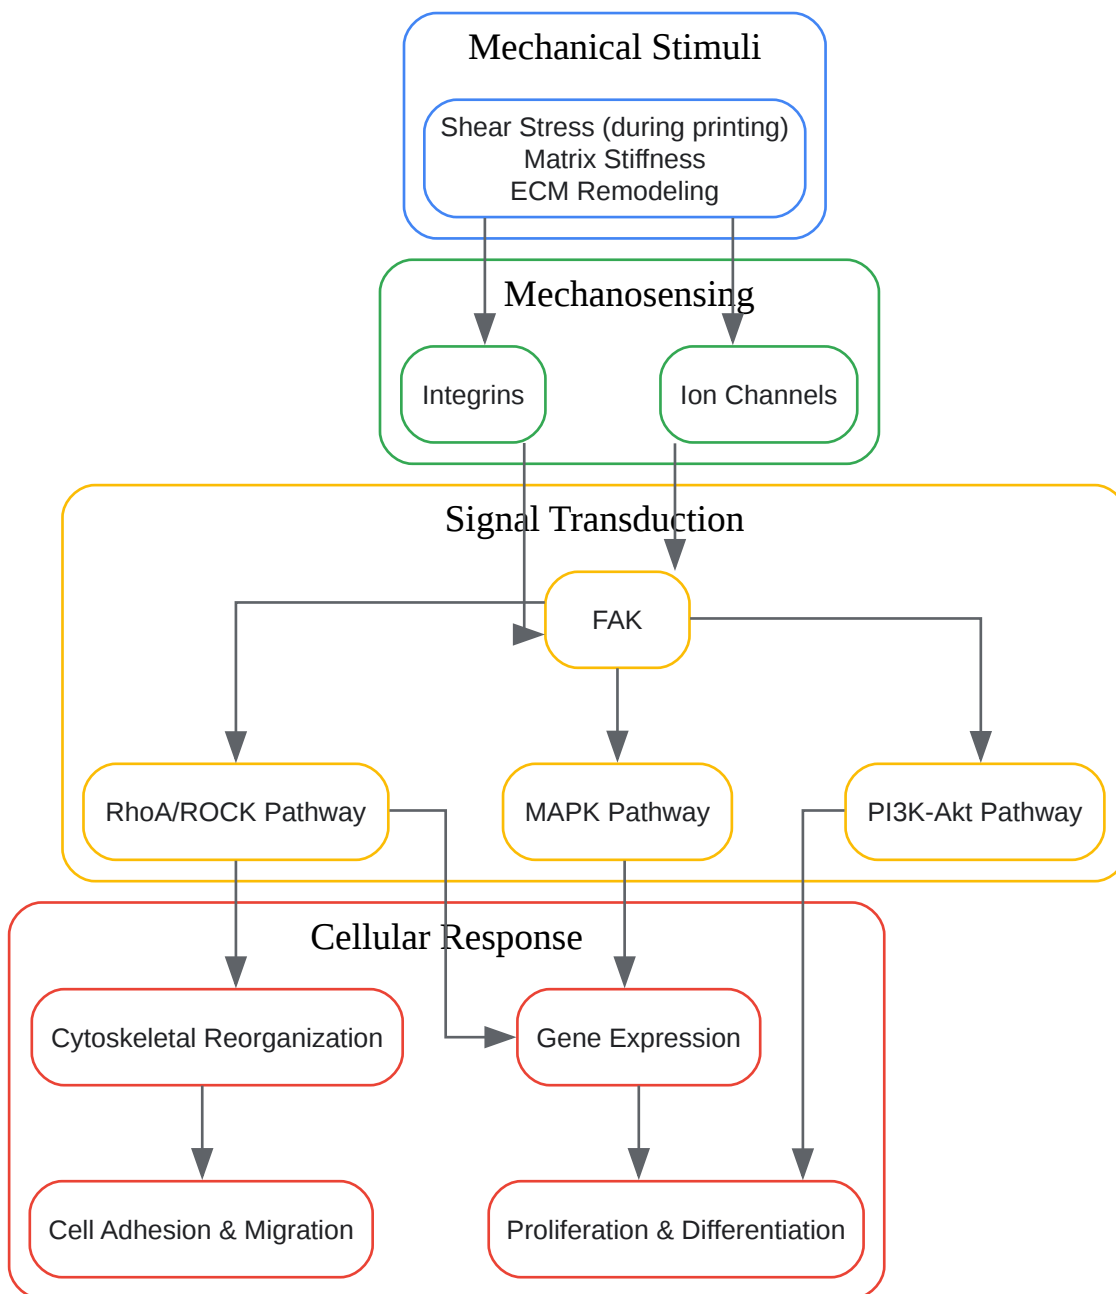 Mechanical Stimuli
Shear Stress (during printing)
Matrix Stiffness
ECM Remodeling
Mechanosensing
Integrins
Ion Channels
Signal Transduction
FAK
RhoA/ROCK Pathway
MAPK Pathway
PI3K-Akt Pathway
Cellular Response
Cytoskeletal Reorganization
Gene Expression
Cell Adhesion & Migration
Proliferation & Differentiation